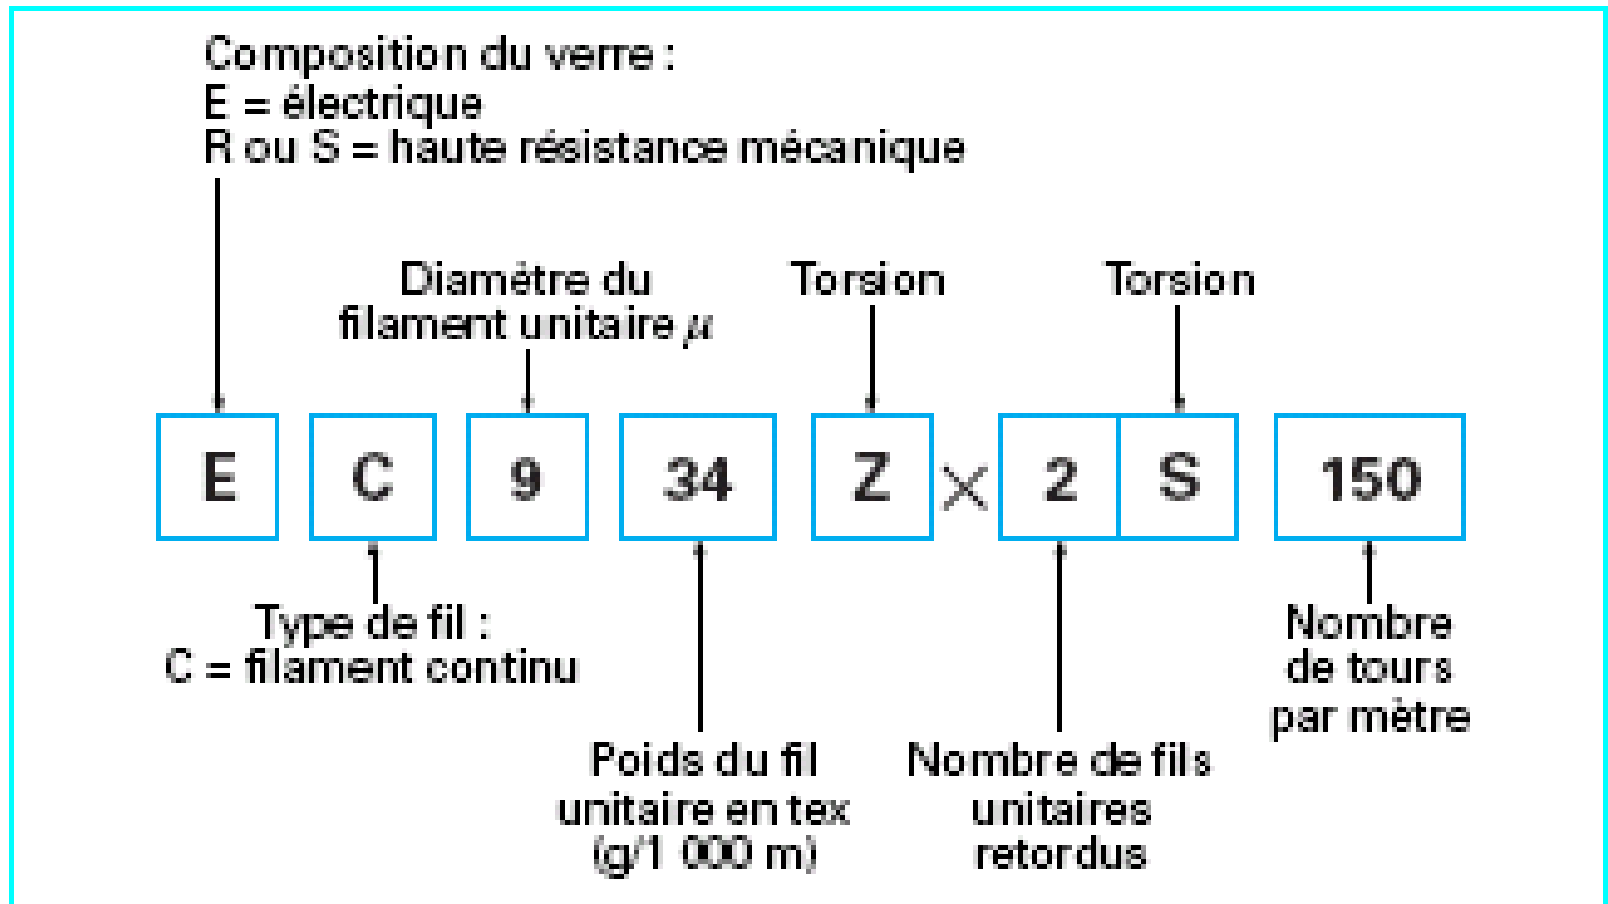 Composition du verre :
E = électrique
R ou S = haute résistance mécanique
Diamètre du
filament unitaire μ
Torsion
Torsion
E C 9 34 Z × 2 S 150
Type de fil :
C = filament continu
Nombre
de tours
par mètre
Poids du fil
unitaire en tex
(g/1 000 m)
Nombre de fils
unitaires
retordus